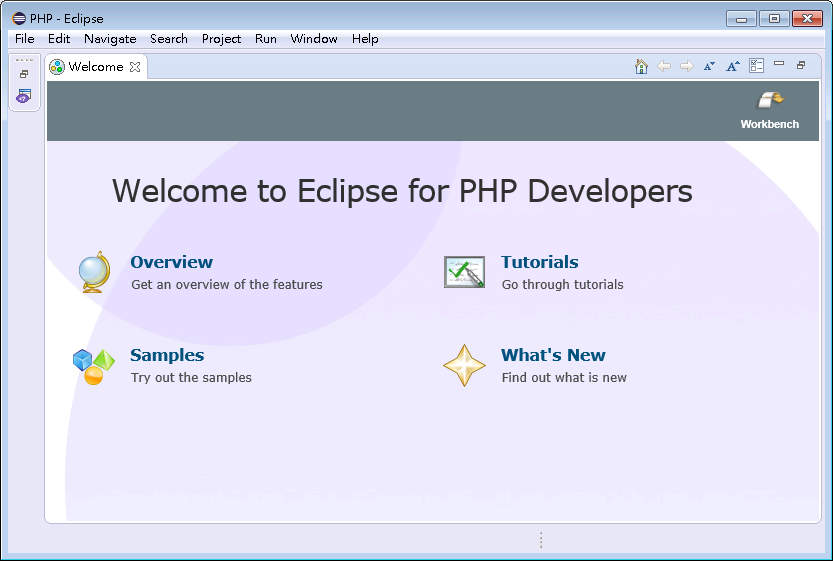 PHP - Eclipse
File Edit Navigate Search Project Run Window Help
Welcome
Workbench
Welcome to Eclipse for PHP Developers
Overview
Get an overview of the features
Tutorials
Go through tutorials
Samples
Try out the samples
What's New
Find out what is new